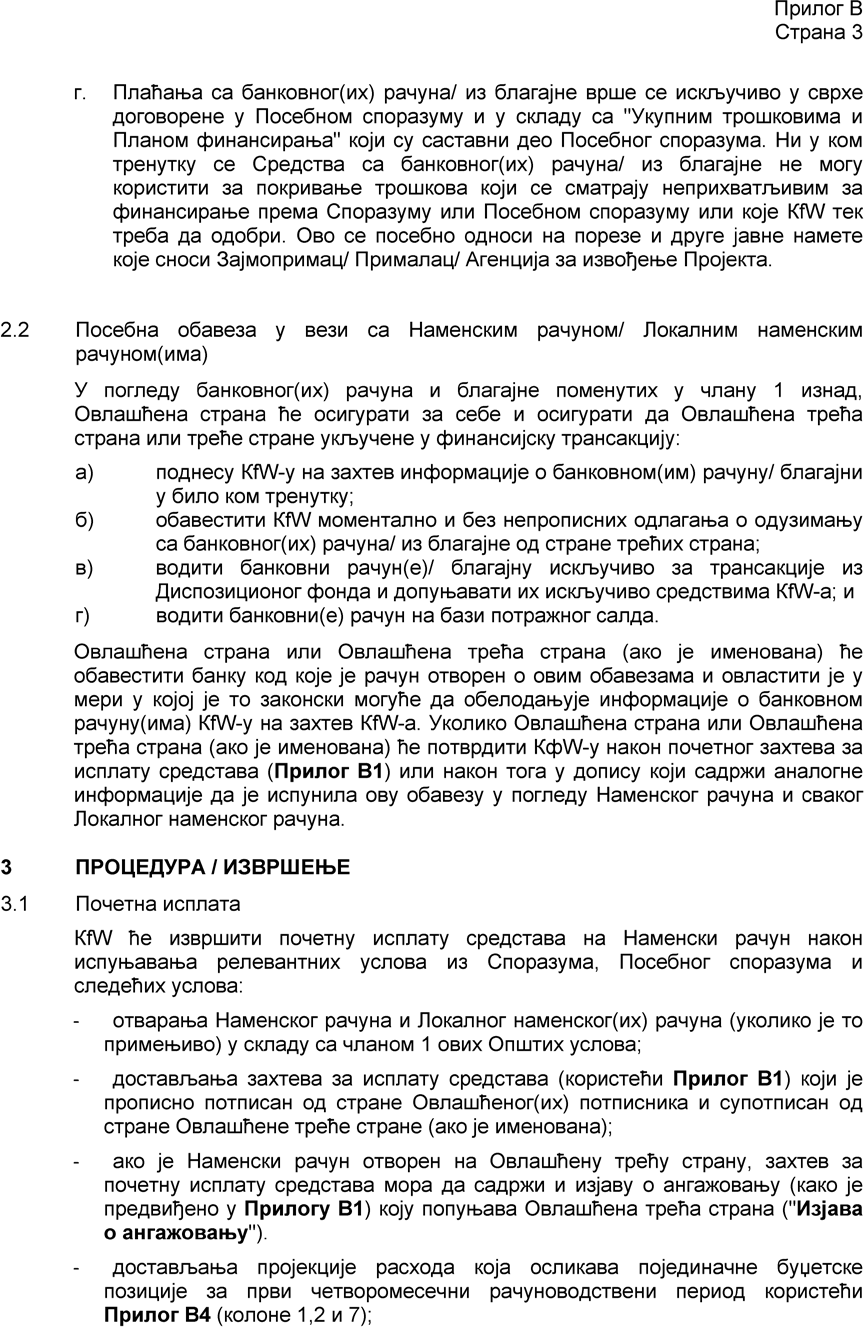 Прилог В
Страна 3
г. Плаћања са банковног(их) рачуна/ из благајне врше се искључиво у сврхе
договорене у Посебном споразуму и у складу са "Укупним трошковима и
Планом финансирања" који су саставни део Посебног споразума. Ни у ком
тренутку се Средства са банковног(их) рачуна/ из благајне не могу
користити за покривање трошкова који се сматрају неприхватљивим за
финансирање према Споразуму или Посебном споразуму или које KfW тек
треба да одобри. Ово се посебно односи на порезе и друге јавне намете
које сноси Зајмопримац/ Прималац/ Агенција за извођење Пројекта.
2.2 Посебна обавеза у вези са Наменским рачуном/ Локалним наменским
рачуном(има)
У погледу банковног(их) рачуна и благајне поменутих у члану 1 изнад,
Овлашћена страна ће осигурати за себе и осигурати да Овлашћена трећа
страна или треће стране укључене у финансијску трансакцију:
а) поднесу KfW-у на захтев информације о банковном(им) рачуну/ благајни
у било ком тренутку;
б) обавестити KfW моментално и без непрописних одлагања о одузимању
са банковног(их) рачуна/ из благајне од стране трећих страна;
в) водити банковни рачун(е)/ благајну искључиво за трансакције из
Диспозиционог фонда и допуњавати их искључиво средствима KfW-а; и
г) водити банковни(е) рачун на бази потражног салда.
Овлашћена страна или Овлашћена трећа страна (ако је именована) ће
обавестити банку код које је рачун отворен о овим обавезама и овластити је у
мери у којој је то законски могуће да обелодањује информације о банковном
рачуну(има) KfW-у на захтев KfW-а. Уколико Овлашћена страна или Овлашћена
трећа страна (ако је именована) ће потврдити КфW-у након почетног захтева за
исплату средстава (Прилог В1) или након тога у допису који садржи аналогне
информације да је испунила ову обавезу у погледу Наменског рачуна и сваког
Локалног наменског рачуна.
3 ПРОЦЕДУРА / ИЗВРШЕЊЕ
3.1 Почетна исплата
KfW ће извршити почетну исплату средстава на Наменски рачун након
испуњавања релевантних услова из Споразума, Посебног споразума и
следећих услова:
- отварања Наменског рачуна и Локалног наменског(их) рачуна (уколико је то
примењиво) у складу са чланом 1 ових Општих услова;
- достављања захтева за исплату средстава (користећи Прилог В1) који је
прописно потписан од стране Овлашћеног(их) потписника и супотписан од
стране Овлашћене треће стране (ако је именована);
- ако је Наменски рачун отворен на Овлашћену трећу страну, захтев за
почетну исплату средстава мора да садржи и изјаву о ангажовању (како је
предвиђено у Прилогу В1) коју попуњава Овлашћена трећа страна ("Изјава
о ангажовању").
- достављања пројекције расхода која осликава појединачне буџетске
позиције за први четворомесечни рачуноводствени период користећи
Прилог В4 (колоне 1,2 и 7);